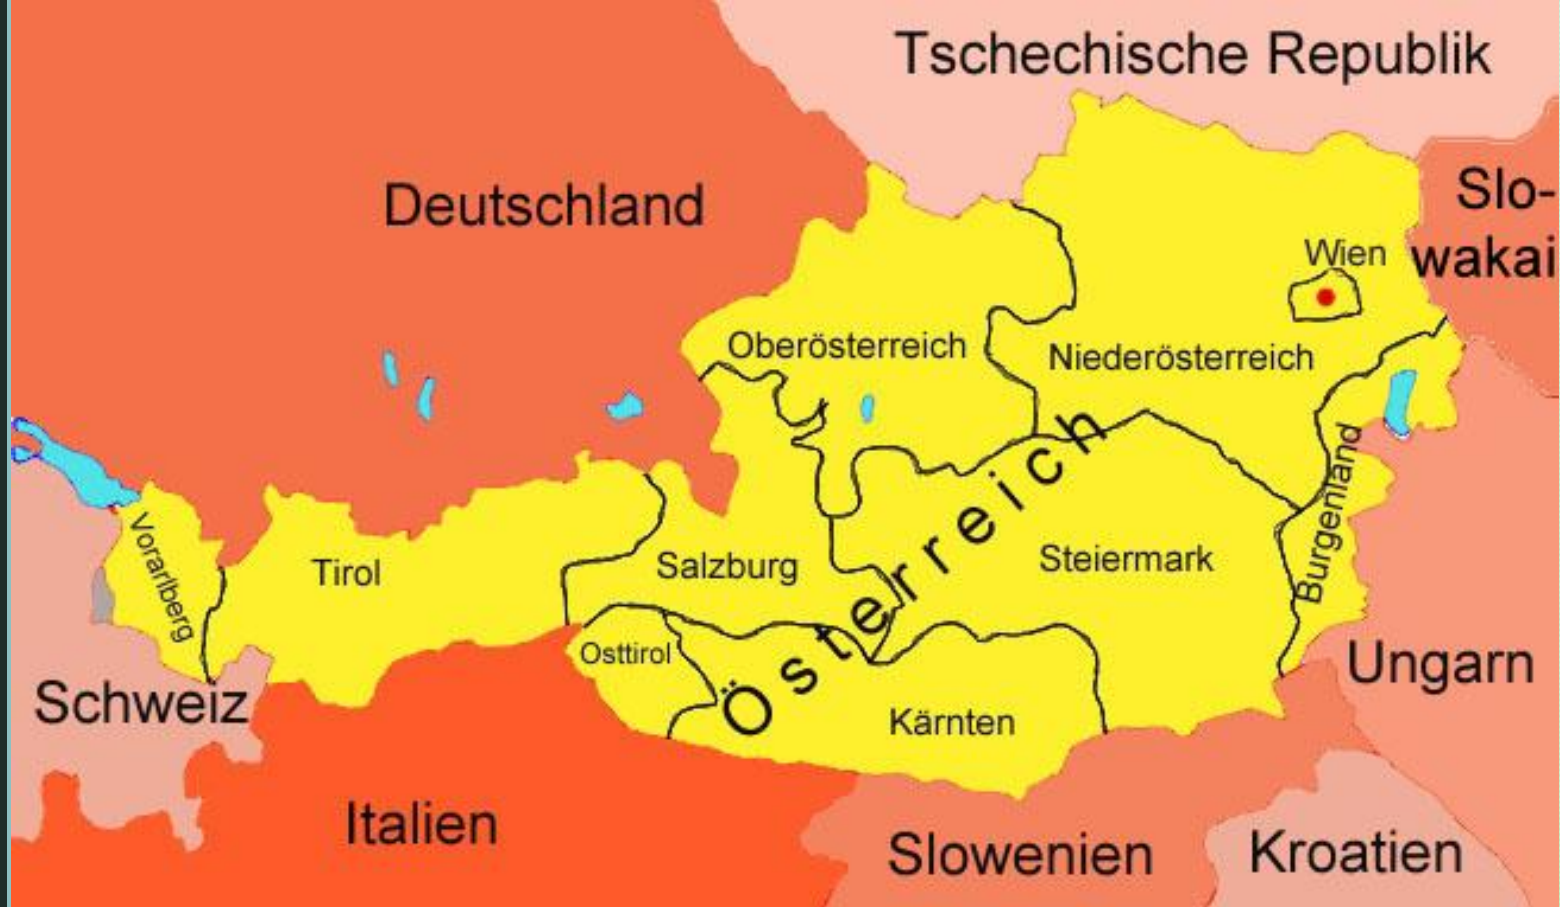 Tschechische Republik
Deutschland
Slo-
wakai
Wien
Oberösterreich
Niederösterreich
Burgenland
Vorarlberg
Tirol
Salzburg
Steiermark
Österreich
Osttirol
Kärnten
Schweiz
Ungarn
Italien
Slowenien
Kroatien